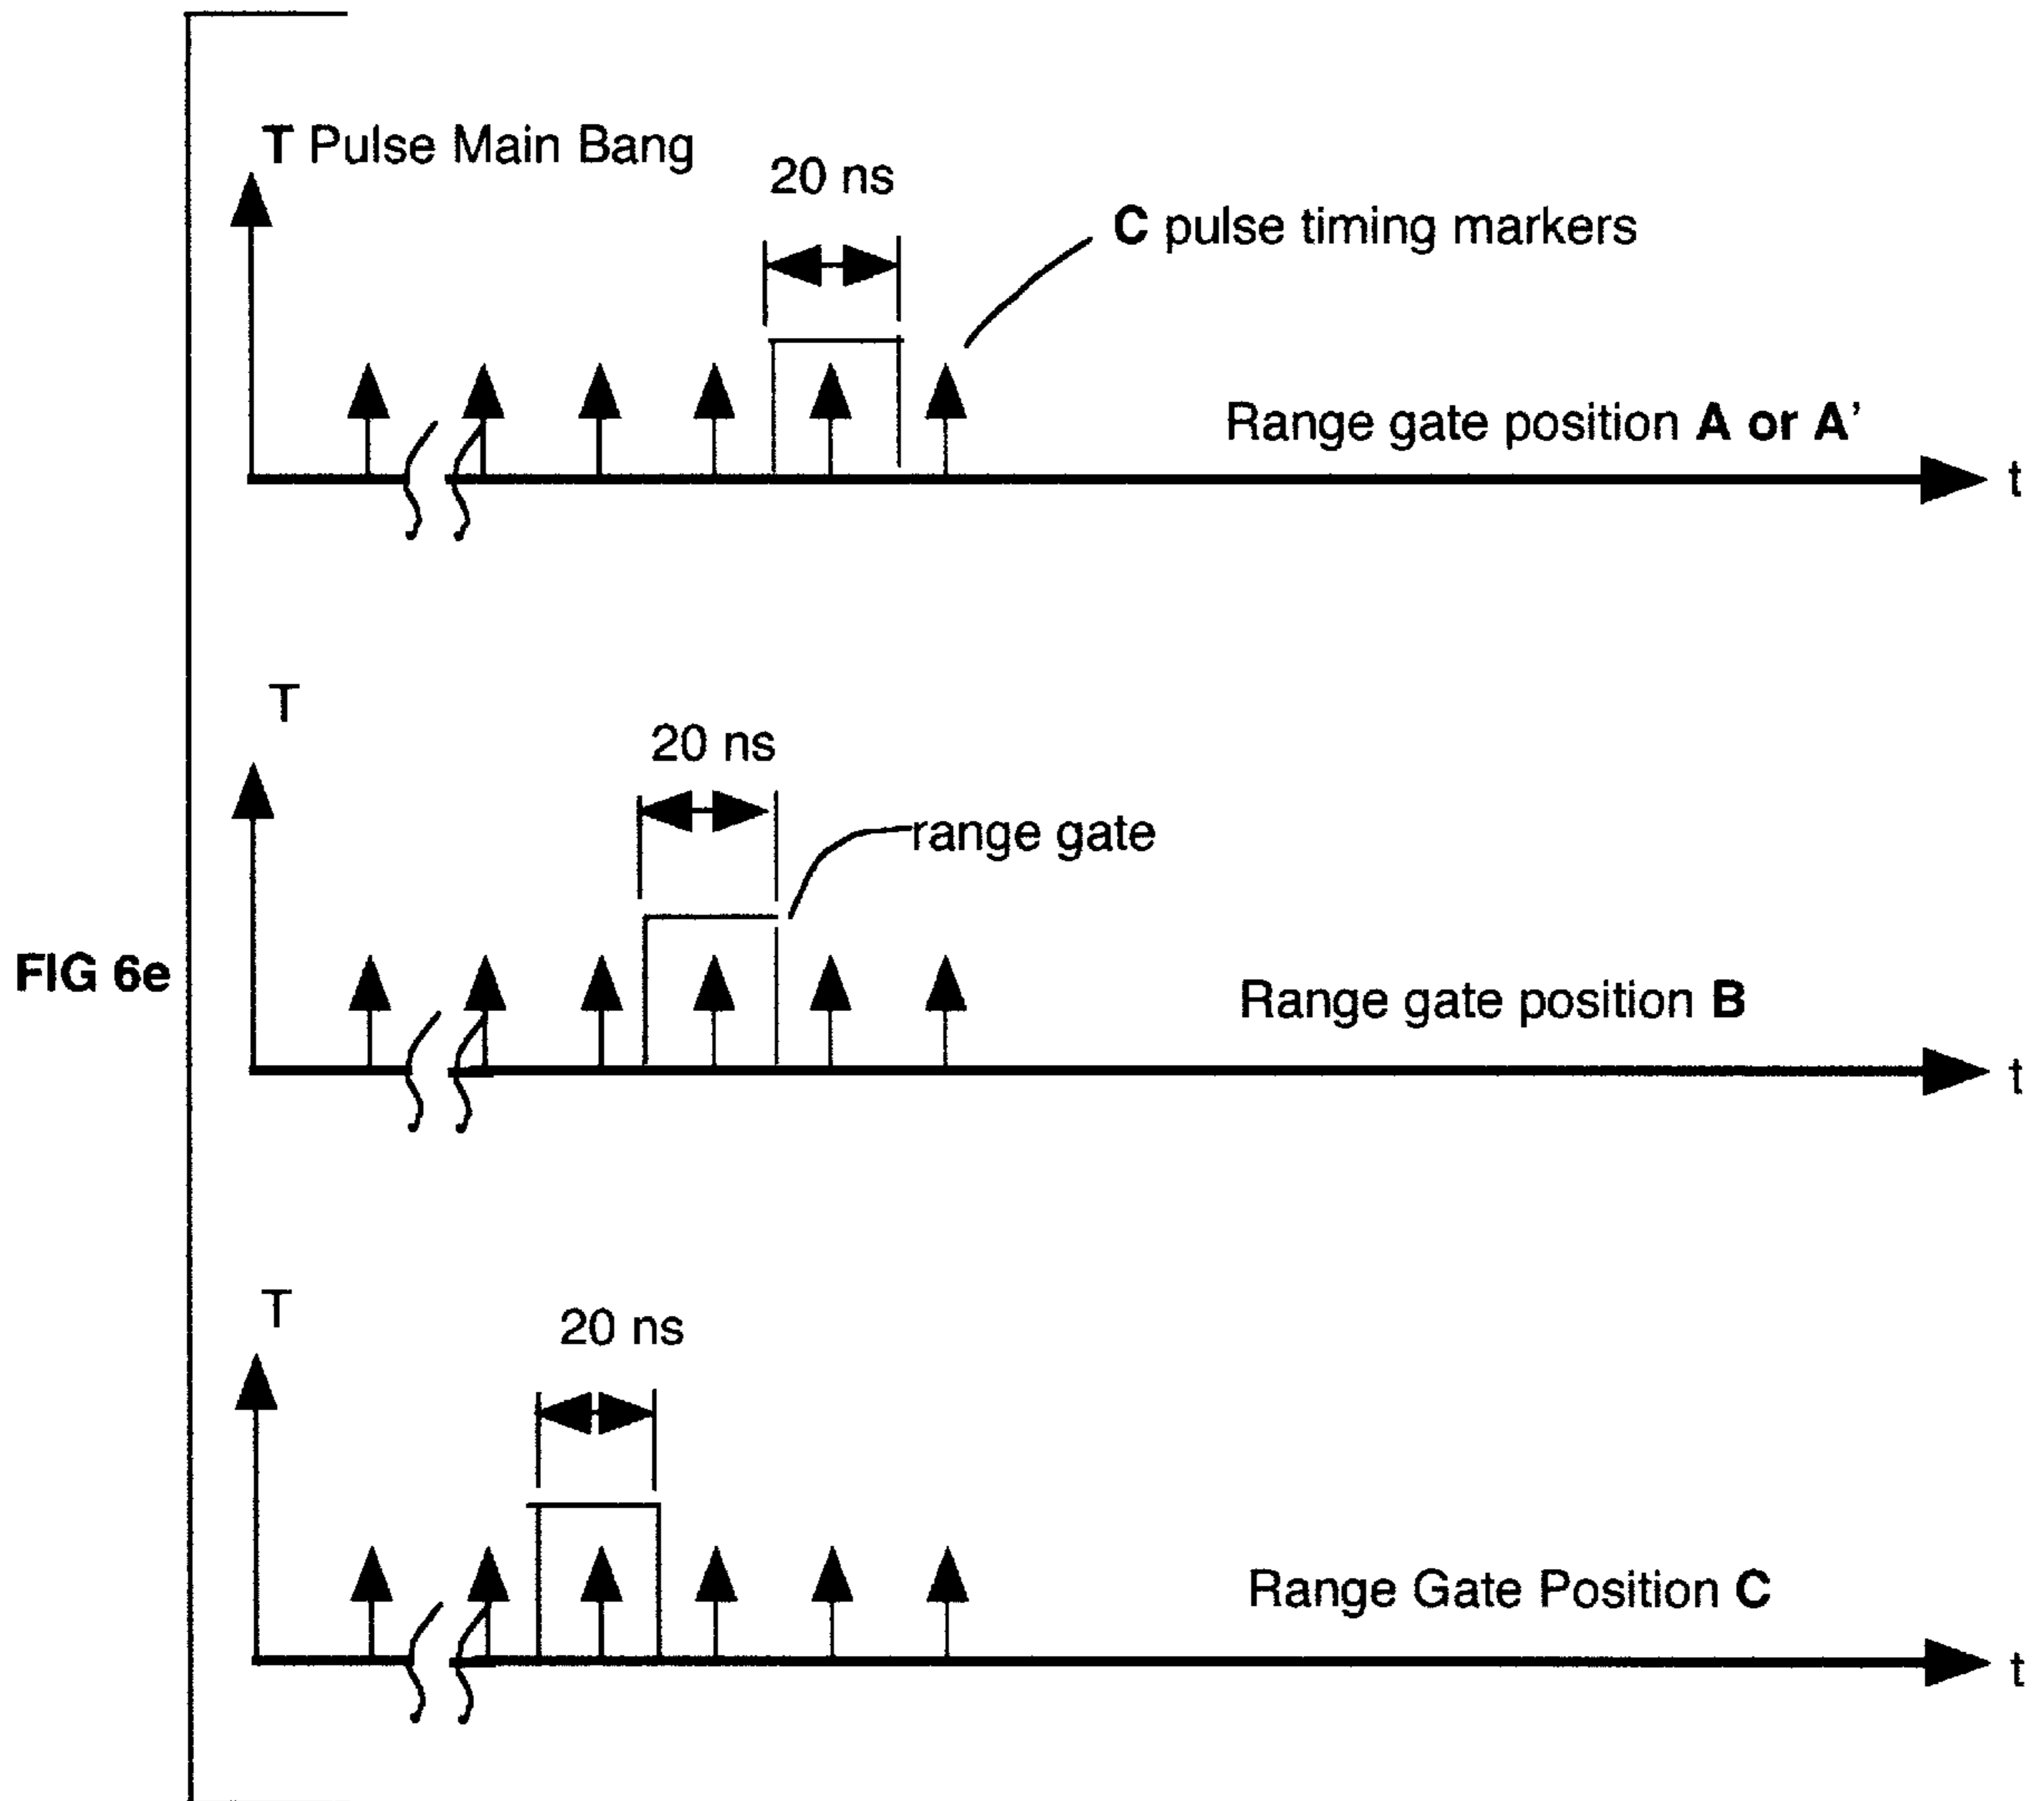 T Pulse Main Bang
20 ns
C pulse timing markers
Range gate position A or A’
t
T
20 ns
range gate
FIG 6e
Range gate position B
t
T
20 ns
Range Gate Position C
t